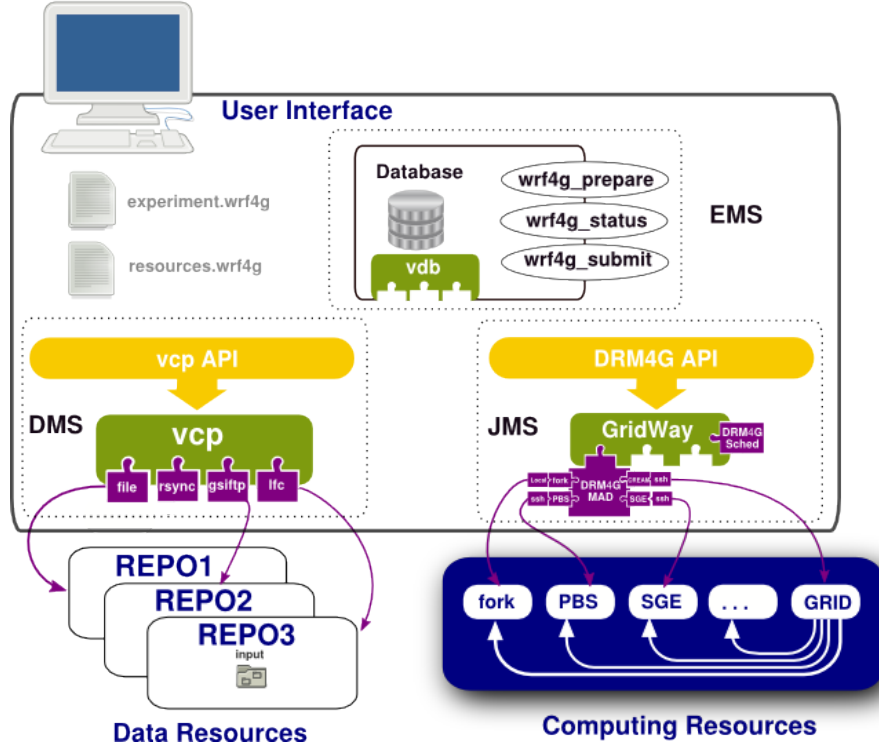 User Interface
experiment.wrf4g
resources.wrf4g
Database
vdb
wrf4g_prepare
wrf4g_status
wrf4g_submit
EMS
vcp API
DMS
vcp
file
rsync
gsiftp
lfc
DRM4G API
JMS
GridWay
DRM4G
Sched
Local
fork
ssh
PBS
DRM4G
MAD
CREAM
ssh
SGE
ssh
REPO1
REPO2
REPO3
input
Data Resources
fork
PBS
SGE
...
GRID
Computing Resources